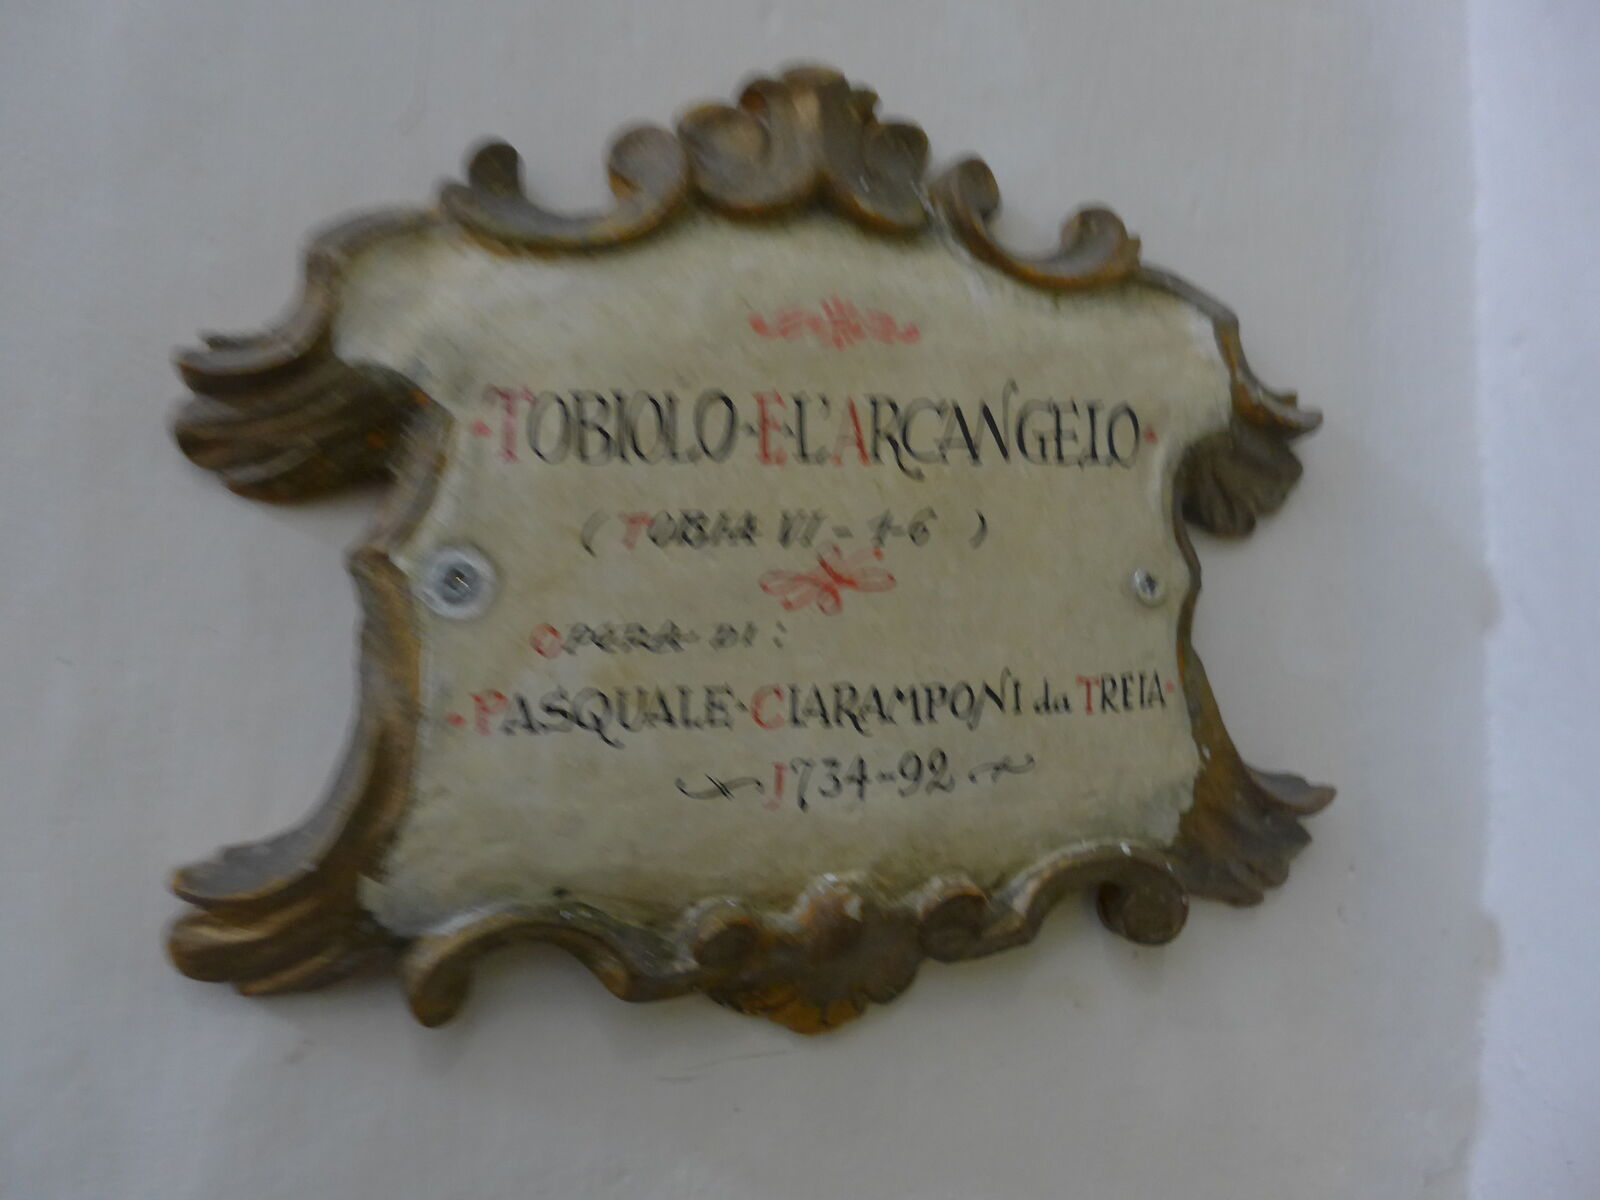 ·TOBIOLO·E·L'ARCANGELO·
( TOBIA VI - 1-6 )
OPERA DI :
·PASQUALE·CIARAMPONI da TREIA·
1734-92